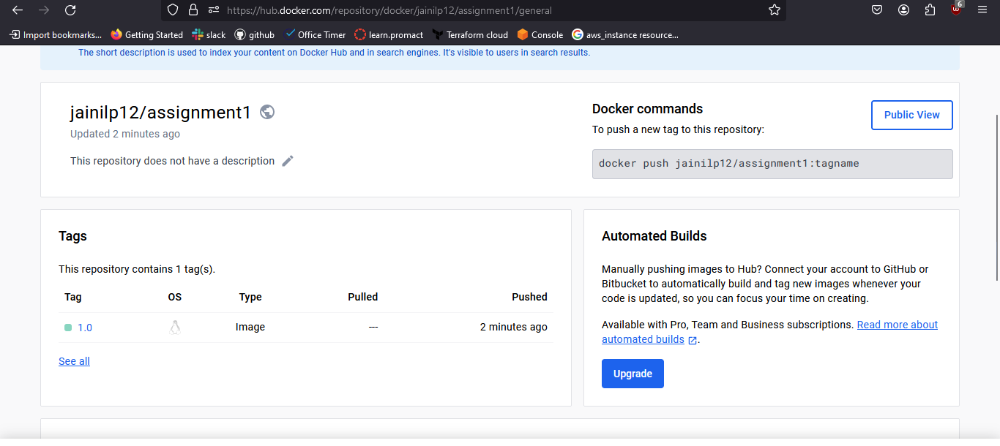 https://hub.docker.com/repository/docker/jainilp12/assignment1/general
6
Import bookmarks... Getting Started slack github Office Timer learn.promact Terraform cloud Console aws_instance resource...
The short description is used to index your content on Docker Hub and in search engines. It's visible to users in search results.
jainilp12/assignment1
Updated 2 minutes ago
This repository does not have a description
Docker commands
Public View
To push a new tag to this repository:
docker push jainilp12/assignment1:tagname
Tags
This repository contains 1 tag(s).
Tag OS Type Pulled Pushed
1.0 Image --- 2 minutes ago
See all
Automated Builds
Manually pushing images to Hub? Connect your account to GitHub or
Bitbucket to automatically build and tag new images whenever your
code is updated, so you can focus your time on creating.
Available with Pro, Team and Business subscriptions. Read more about
automated builds .
Upgrade